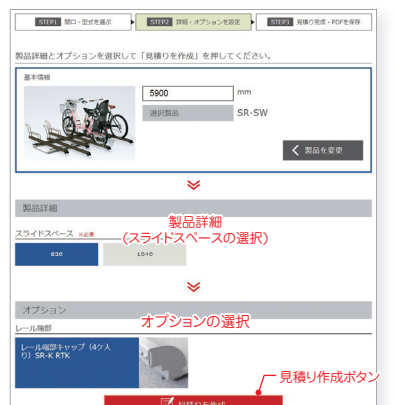 STEP1 間口・型式を選ぶ
STEP2 詳細・オプションを設定
STEP3 見積り完成・PDFを保存
製品詳細とオプションを選択して「見積りを作成」を押してください。
基本情報
5900 mm
選択製品 SR-SW
製品を変更
製品詳細
製品詳細
(スライドスペースの選択)
スライドスペース ※必須
930 1040
オプション
オプションの選択
レール端部
レール端部キャップ(4ケ入
り)SR-K RTK
見積り作成ボタン
見積りを作成